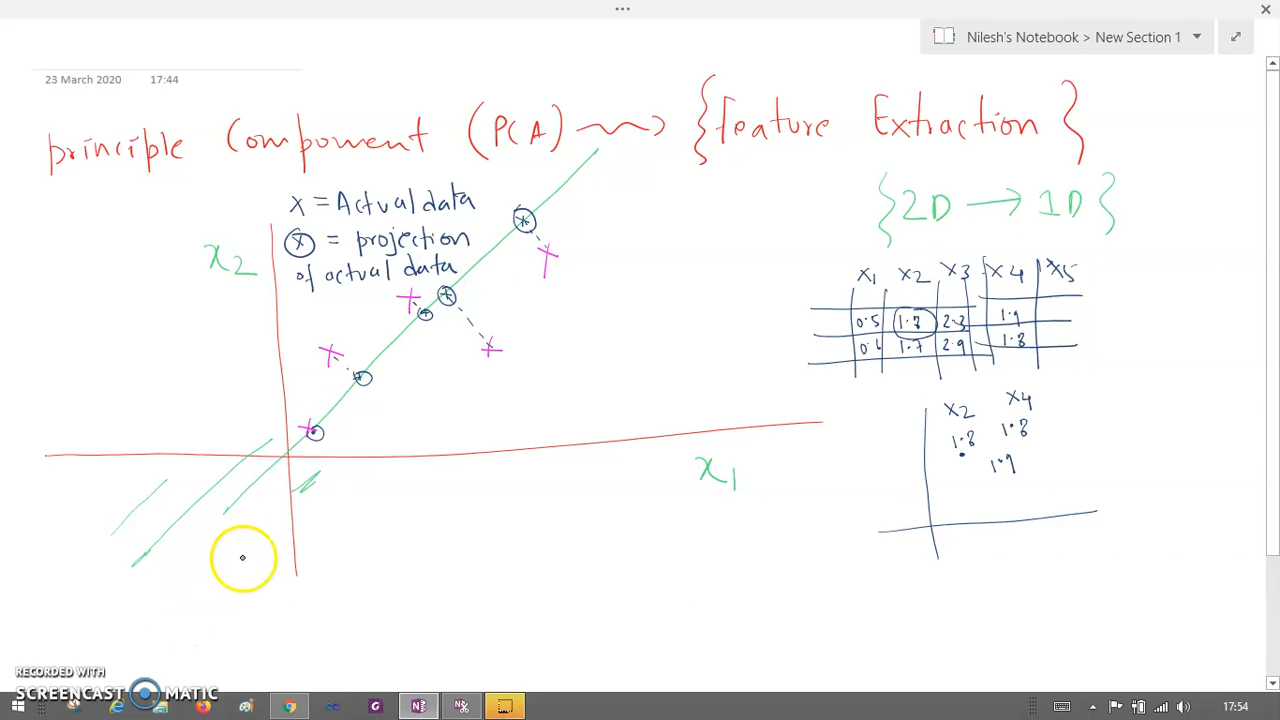 Nilesh's Notebook > New Section 1
23 March 2020 17:44
principle Component (PCA) {feature Extraction}
{2D → 1D}
x = Actual data
x = projection
of actual data
x2
x1
x1 x2 x3 x4 x5
0.5 1.8 2.3 1.9
0.6 1.7 2.9 1.8
x2 x4
1.8 1.8
1.9
RECORDED WITH
SCREENCAST MATIC
17:54